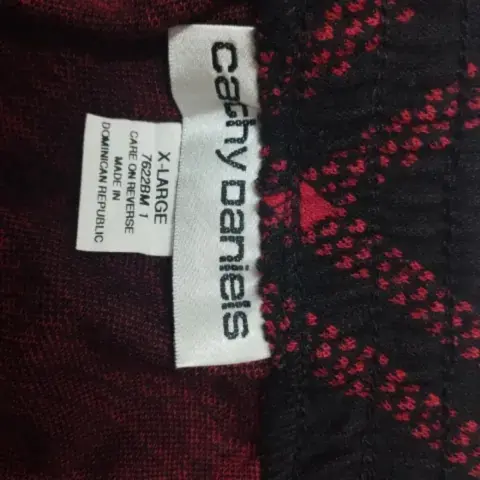 cathy Daniels
X-LARGE
7622BM 1
CARE ON REVERSE
MADE IN
DOMINICAN REPUBLIC